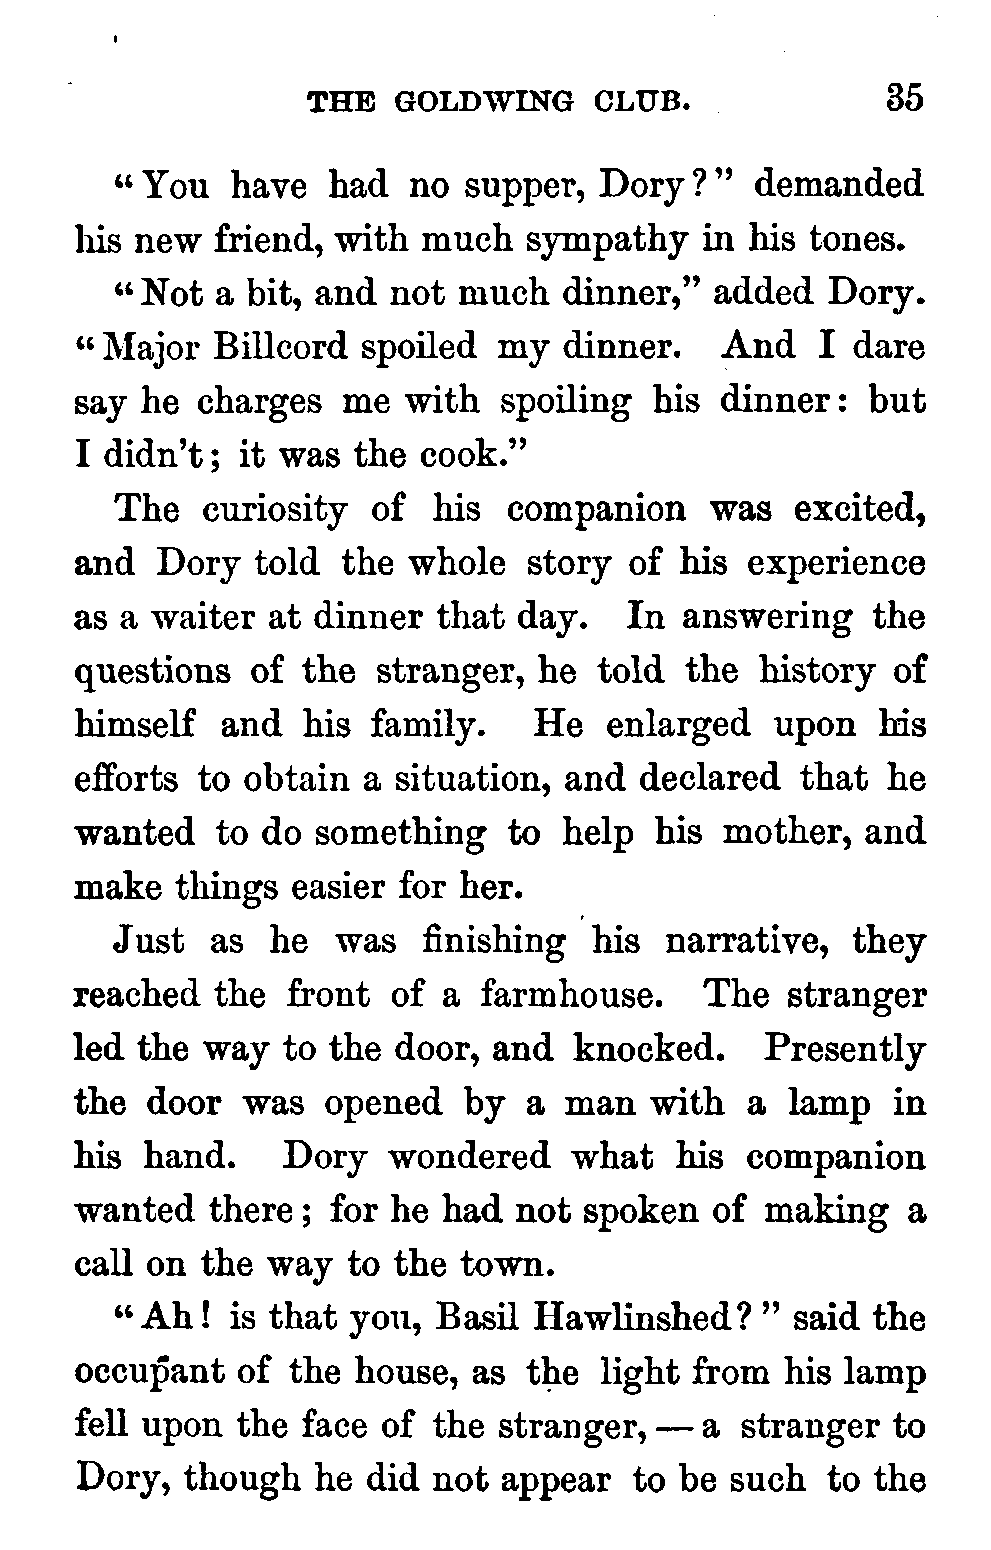 THE GOLDWING CLUB. 35
“You have had no supper, Dory?” demanded
his new friend, with much sympathy in his tones.
“Not a bit, and not much dinner,” added Dory.
“Major Billcord spoiled my dinner. And I dare
say he charges me with spoiling his dinner: but
I didn’t; it was the cook.”
The curiosity of his companion was excited,
and Dory told the whole story of his experience
as a waiter at dinner that day. In answering the
questions of the stranger, he told the history of
himself and his family. He enlarged upon his
efforts to obtain a situation, and declared that he
wanted to do something to help his mother, and
make things easier for her.
Just as he was finishing his narrative, they
reached the front of a farmhouse. The stranger
led the way to the door, and knocked. Presently
the door was opened by a man with a lamp in
his hand. Dory wondered what his companion
wanted there; for he had not spoken of making a
call on the way to the town.
“Ah! is that you, Basil Hawlinshed?” said the
occupant of the house, as the light from his lamp
fell upon the face of the stranger, — a stranger to
Dory, though he did not appear to be such to the